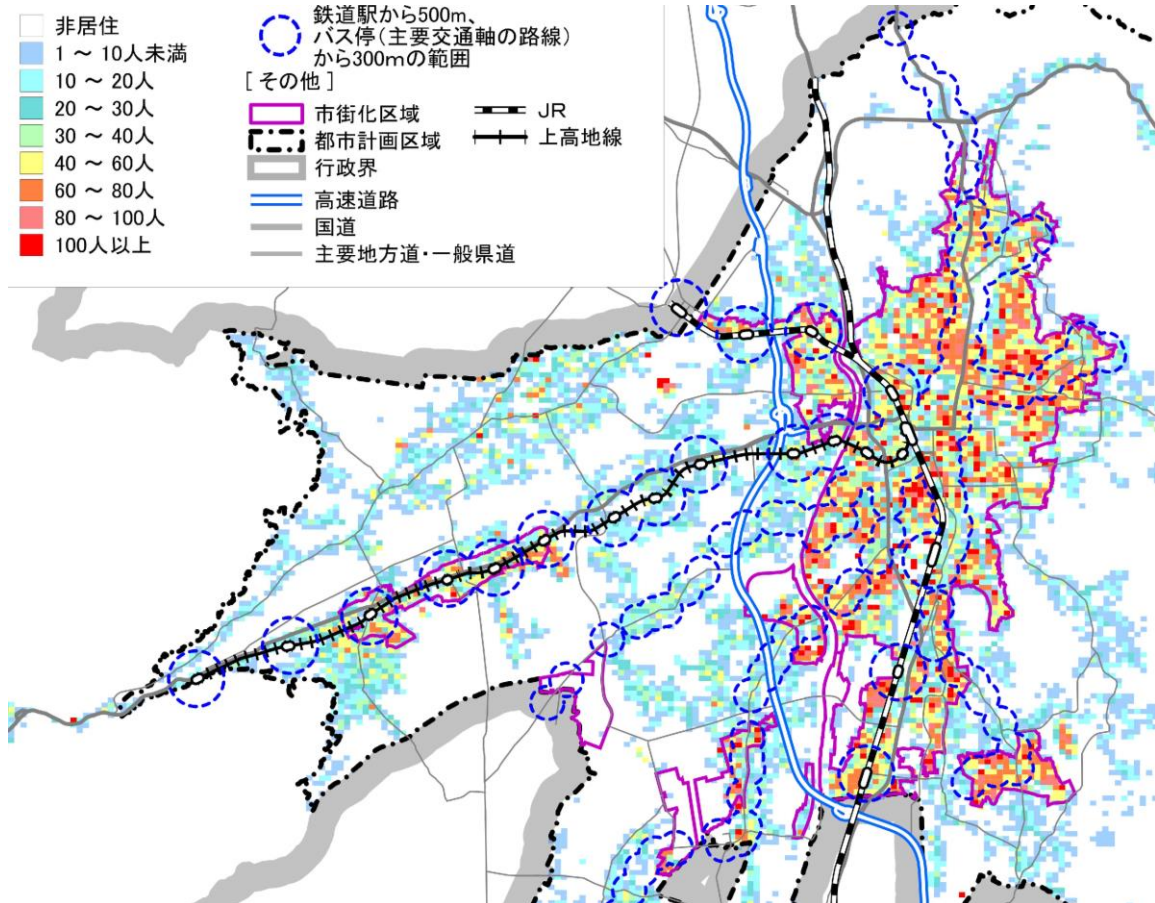 非居住
1 ～ 10人未満
10 ～ 20人
20 ～ 30人
30 ～ 40人
40 ～ 60人
60 ～ 80人
80 ～ 100人
100人以上
鉄道駅から500m、
バス停(主要交通軸の路線)
から300mの範囲
[ その他 ]
市街化区域
都市計画区域
行政界
高速道路
国道
主要地方道・一般県道
JR
上高地線